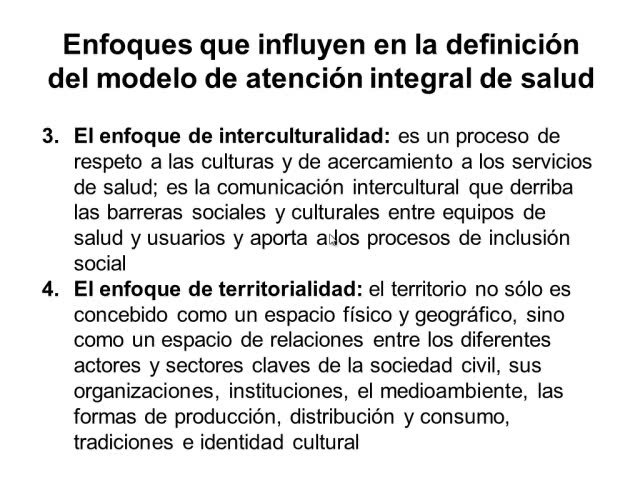 Enfoques que influyen en la definición
del modelo de atención integral de salud
3. El enfoque de interculturalidad: es un proceso de
respeto a las culturas y de acercamiento a los servicios
de salud; es la comunicación intercultural que derriba
las barreras sociales y culturales entre equipos de
salud y usuarios y aporta a los procesos de inclusión
social
4. El enfoque de territorialidad: el territorio no sólo es
concebido como un espacio físico y geográfico, sino
como un espacio de relaciones entre los diferentes
actores y sectores claves de la sociedad civil, sus
organizaciones, instituciones, el medioambiente, las
formas de producción, distribución y consumo,
tradiciones e identidad cultural